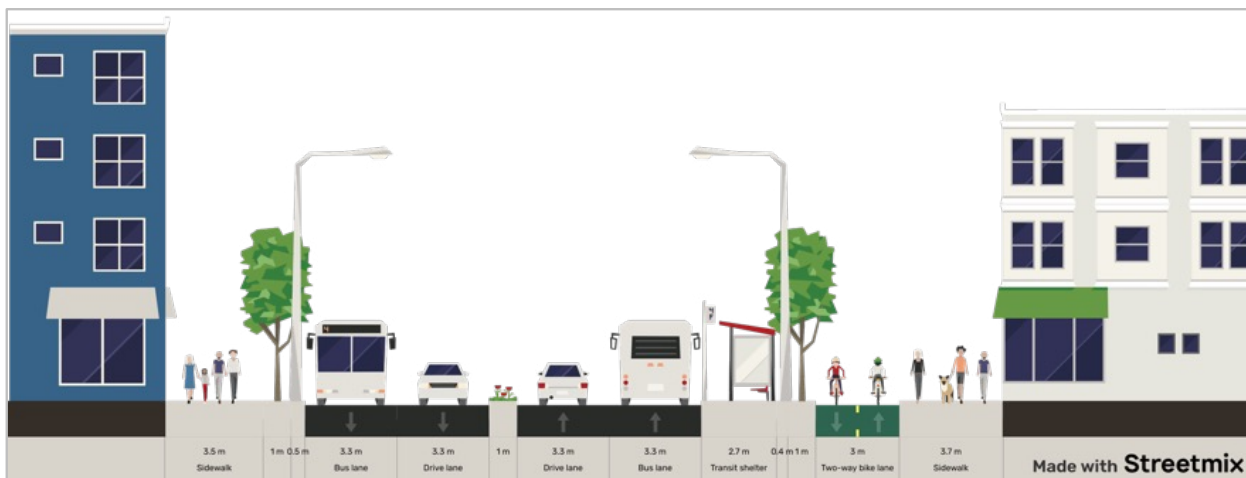 3.5 m
Sidewalk
1 m
0.5 m
3.3 m
Bus lane
3.3 m
Drive lane
1 m
3.3 m
Drive lane
3.3 m
Bus lane
2.7 m
Transit shelter
0.4 m
1 m
3 m
Two-way bike lane
3.7 m
Sidewalk
Made with Streetmix